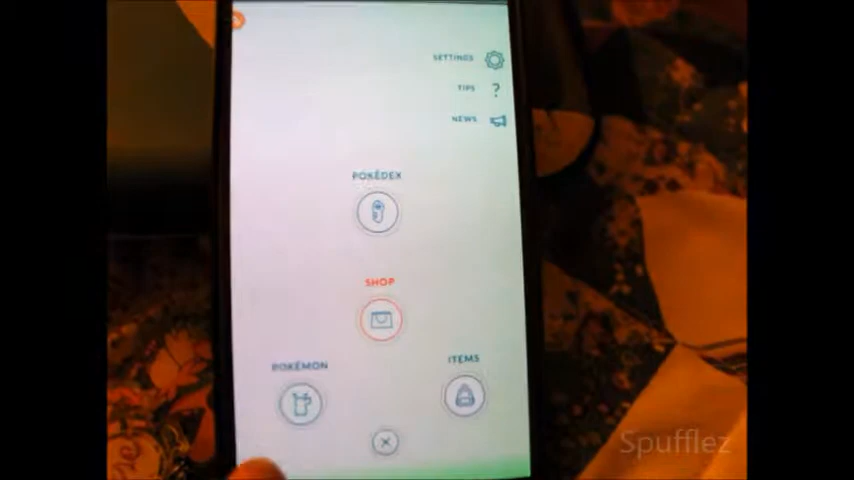 SETTINGS
TIPS
?
NEWS
POKÉDEX
SHOP
POKÉMON
ITEMS
Spufflez